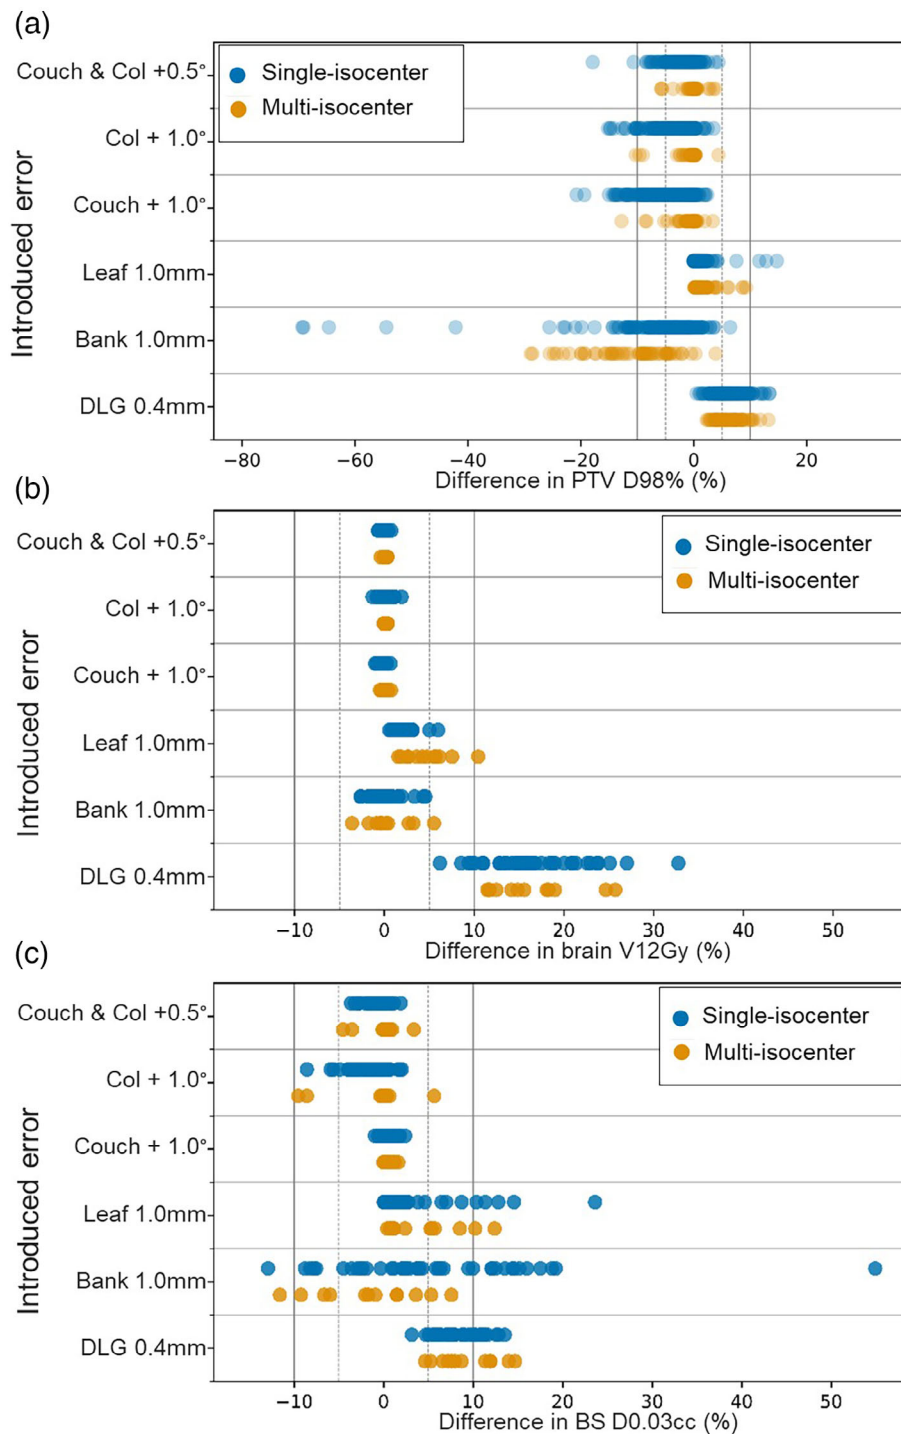 (a)
Single-isocenter
Multi-isocenter
Introduced error
Couch & Col +0.5°
Col + 1.0°
Couch + 1.0°
Leaf 1.0mm
Bank 1.0mm
DLG 0.4mm
−80 −60 −40 −20 0 20
Difference in PTV D98% (%)
(b)
Single-isocenter
Multi-isocenter
Introduced error
Couch & Col +0.5°
Col + 1.0°
Couch + 1.0°
Leaf 1.0mm
Bank 1.0mm
DLG 0.4mm
−10 0 10 20 30 40 50
Difference in brain V12Gy (%)
(c)
Single-isocenter
Multi-isocenter
Introduced error
Couch & Col +0.5°
Col + 1.0°
Couch + 1.0°
Leaf 1.0mm
Bank 1.0mm
DLG 0.4mm
−10 0 10 20 30 40 50
Difference in BS D0.03cc (%)